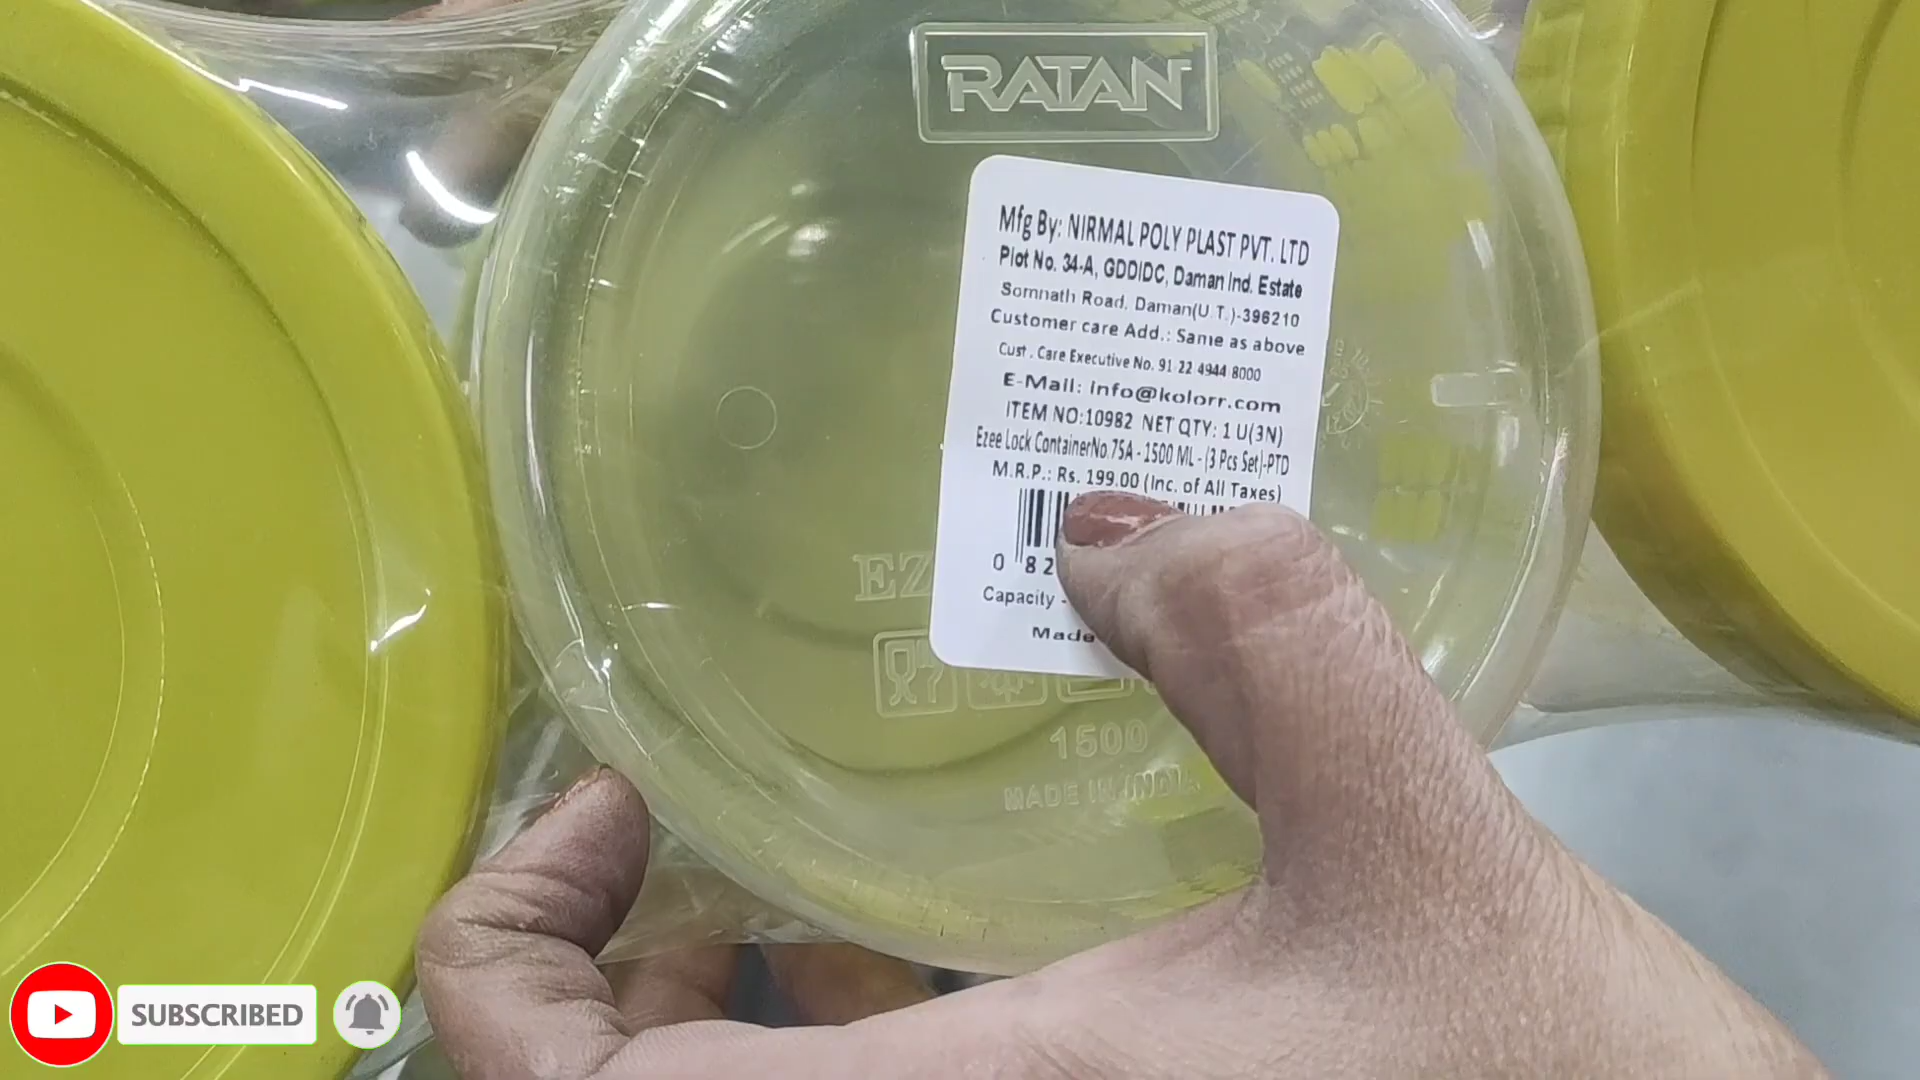 RATAN
Mfg By: NIRMAL POLY PLAST PVT. LTD
Plot No. 34-A, GDDIDC, Daman Ind. Estate
Somnath Road, Daman(U.T.)-396210
Customer care Add.: Same as above
Cust . Care Executive No. 91 22 4944 8000
E-Mail: info@kolorr.com
ITEM NO:10982 NET QTY: 1 U(3N)
Ezee Lock ContainerNo.75A - 1500 ML - (3 Pcs Set)-PTD
M.R.P.: Rs. 199.00 (Inc. of All Taxes)
0 82
Capacity -
Made
1500
MADE IN INDIA
SUBSCRIBED